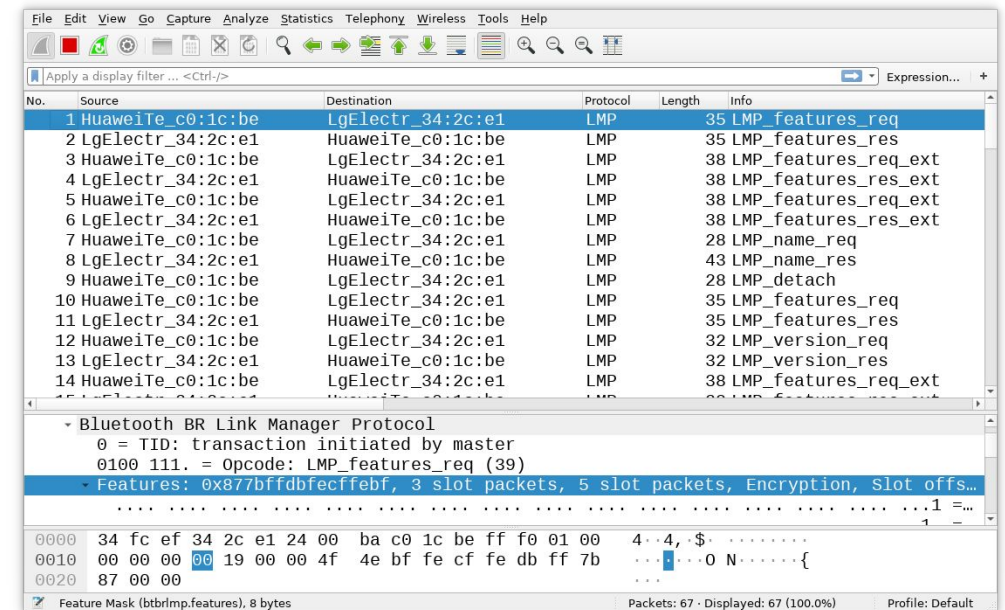 File Edit View Go Capture Analyze Statistics Telephony Wireless Tools Help
Apply a display filter ... <Ctrl-/> Expression... +
No. Source Destination Protocol Length Info
1 HuaweiTe_c0:1c:be LgElectr_34:2c:e1 LMP 35 LMP_features_req
2 LgElectr_34:2c:e1 HuaweiTe_c0:1c:be LMP 35 LMP_features_res
3 HuaweiTe_c0:1c:be LgElectr_34:2c:e1 LMP 38 LMP_features_req_ext
4 LgElectr_34:2c:e1 HuaweiTe_c0:1c:be LMP 38 LMP_features_res_ext
5 HuaweiTe_c0:1c:be LgElectr_34:2c:e1 LMP 38 LMP_features_req_ext
6 LgElectr_34:2c:e1 HuaweiTe_c0:1c:be LMP 38 LMP_features_res_ext
7 HuaweiTe_c0:1c:be LgElectr_34:2c:e1 LMP 28 LMP_name_req
8 LgElectr_34:2c:e1 HuaweiTe_c0:1c:be LMP 43 LMP_name_res
9 HuaweiTe_c0:1c:be LgElectr_34:2c:e1 LMP 28 LMP_detach
10 HuaweiTe_c0:1c:be LgElectr_34:2c:e1 LMP 35 LMP_features_req
11 LgElectr_34:2c:e1 HuaweiTe_c0:1c:be LMP 35 LMP_features_res
12 HuaweiTe_c0:1c:be LgElectr_34:2c:e1 LMP 32 LMP_version_req
13 LgElectr_34:2c:e1 HuaweiTe_c0:1c:be LMP 32 LMP_version_res
14 HuaweiTe_c0:1c:be LgElectr_34:2c:e1 LMP 38 LMP_features_req_ext
Bluetooth BR Link Manager Protocol
0 = TID: transaction initiated by master
0100 111. = Opcode: LMP_features_req (39)
Features: 0x877bffdbfecffebf, 3 slot packets, 5 slot packets, Encryption, Slot offs…
.... .... .... .... .... .... .... .... .... .... .... .... .... .... .... ...1 =…
0000 34 fc ef 34 2c e1 24 00 ba c0 1c be ff f0 01 00 4··4,·$· ········
0010 00 00 00 00 19 00 00 4f 4e bf fe cf fe db ff 7b ·······O N······{
0020 87 00 00 ···
Feature Mask (btbrlmp.features), 8 bytes Packets: 67 · Displayed: 67 (100.0%) Profile: Default